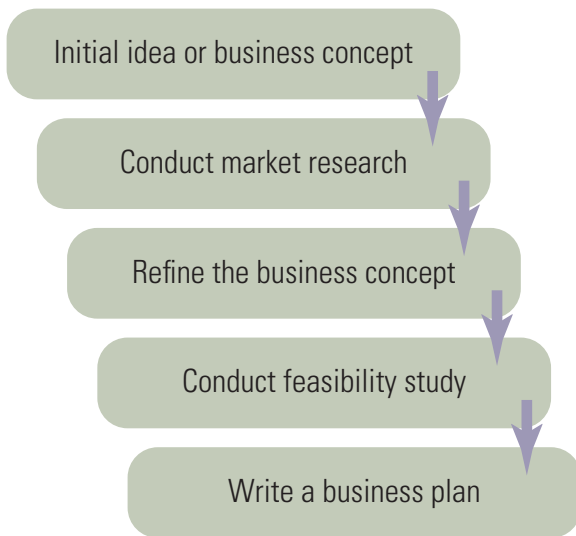 Initial idea or business concept
Conduct market research
Refine the business concept
Conduct feasibility study
Write a business plan